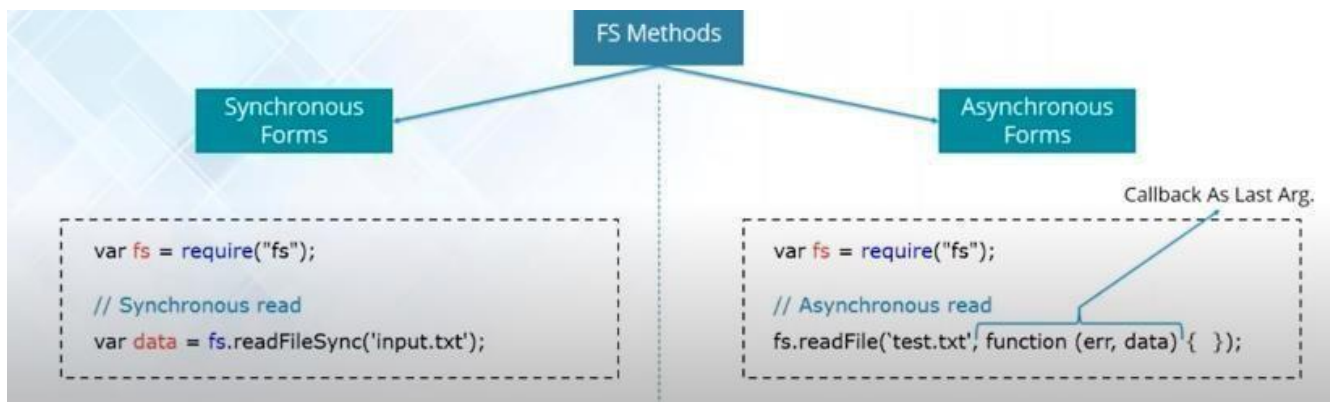 FS Methods
Synchronous
Forms
Asynchronous
Forms
Callback As Last Arg.
var fs = require("fs");
// Synchronous read
var data = fs.readFileSync('input.txt');
var fs = require("fs");
// Asynchronous read
fs.readFile(‘test.txt', function (err, data) { });